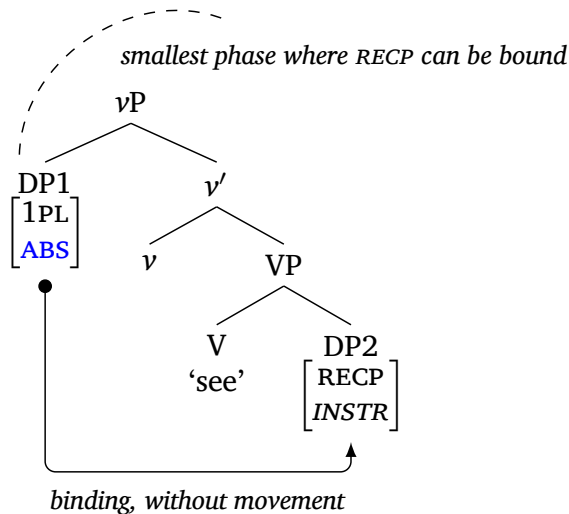 smallest phase where RECP can be bound
vP
DP1
v′
1PL
ABS
v
VP
V
DP2
‘see’
RECP
INSTR
binding, without movement